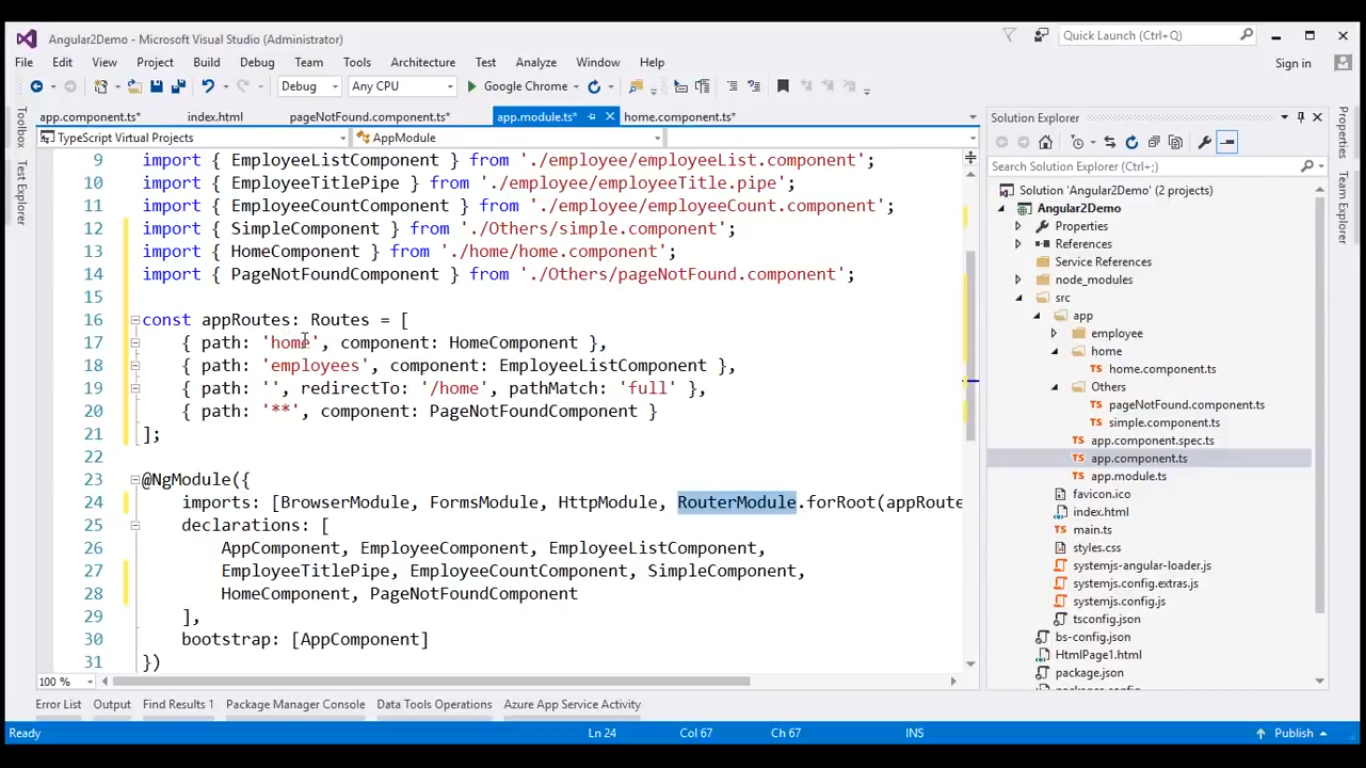 Angular2Demo - Microsoft Visual Studio (Administrator)
Quick Launch (Ctrl+Q)
File Edit View Project Build Debug Team Tools Architecture Test Analyze Window Help
Sign in
Debug Any CPU Google Chrome
Toolbox
Test Explorer
app.component.ts* index.html pageNotFound.component.ts* app.module.ts* home.component.ts*
TypeScript Virtual Projects AppModule
9 import { EmployeeListComponent } from './employee/employeeList.component';
10 import { EmployeeTitlePipe } from './employee/employeeTitle.pipe';
11 import { EmployeeCountComponent } from './employee/employeeCount.component';
12 import { SimpleComponent } from './Others/simple.component';
13 import { HomeComponent } from './home/home.component';
14 import { PageNotFoundComponent } from './Others/pageNotFound.component';
15
16 const appRoutes: Routes = [
17 { path: 'home', component: HomeComponent },
18 { path: 'employees', component: EmployeeListComponent },
19 { path: '', redirectTo: '/home', pathMatch: 'full' },
20 { path: '**', component: PageNotFoundComponent }
21 ];
22
23 @NgModule({
24 imports: [BrowserModule, FormsModule, HttpModule, RouterModule.forRoot(appRoute
25 declarations: [
26 AppComponent, EmployeeComponent, EmployeeListComponent,
27 EmployeeTitlePipe, EmployeeCountComponent, SimpleComponent,
28 HomeComponent, PageNotFoundComponent
29 ],
30 bootstrap: [AppComponent]
31 })
100 %
Solution Explorer
Search Solution Explorer (Ctrl+;)
Solution 'Angular2Demo' (2 projects)
Angular2Demo
Properties
References
Service References
node_modules
src
app
employee
home
home.component.ts
Others
TS pageNotFound.component.ts
TS simple.component.ts
TS app.component.spec.ts
TS app.component.ts
TS app.module.ts
favicon.ico
index.html
TS main.ts
styles.css
systemjs-angular-loader.js
systemjs.config.extras.js
systemjs.config.js
tsconfig.json
bs-config.json
HtmlPage1.html
package.json
Properties
Team Explorer
Error List Output Find Results 1 Package Manager Console Data Tools Operations Azure App Service Activity
Ready Ln 24 Col 67 Ch 67 INS Publish